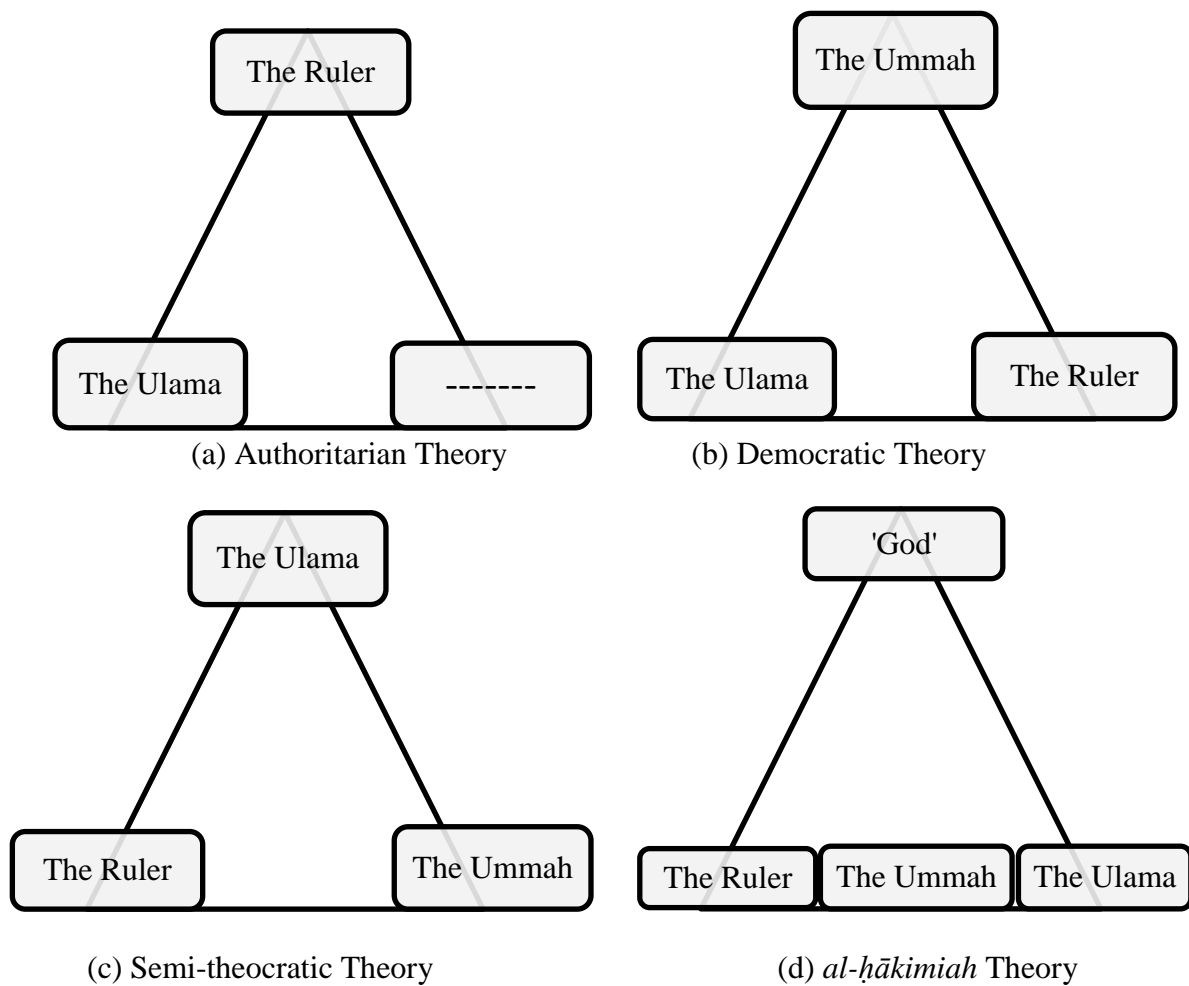 The Ruler
The Ulama
-------
(a) Authoritarian Theory
The Ummah
The Ulama
The Ruler
(b) Democratic Theory
The Ulama
The Ruler
The Ummah
(c) Semi-theocratic Theory
'God'
The Ruler
The Ummah
The Ulama
(d) al-ḥākimiah Theory